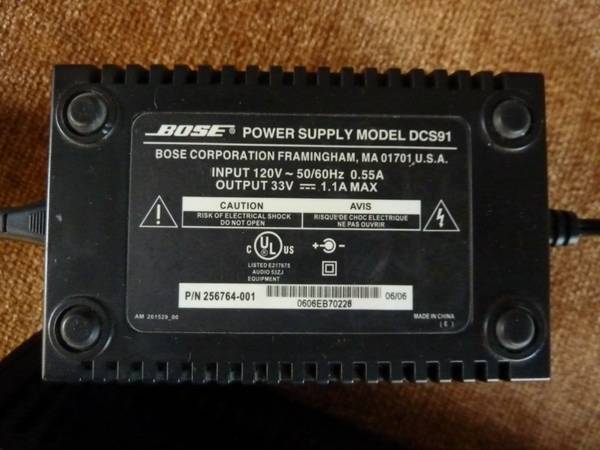 BOSE® POWER SUPPLY MODEL DCS91
BOSE CORPORATION FRAMINGHAM, MA 01701 U.S.A.
INPUT 120V ~ 50/60Hz 0.55A
OUTPUT 33V ⎓ 1.1A MAX
CAUTION
RISK OF ELECTRICAL SHOCK
DO NOT OPEN
AVIS
RISQUE DE CHOC ELECTRIQUE
NE PAS OUVRIR
C UL US
LISTED E217675
AUDIO 53ZJ
EQUIPMENT
P/N 256764-001
0606EB70228
06/06
AM 261529_00
MADE IN CHINA
( E )